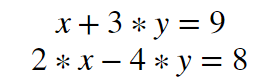 x + 3 * y = 9
2 * x − 4 * y = 8